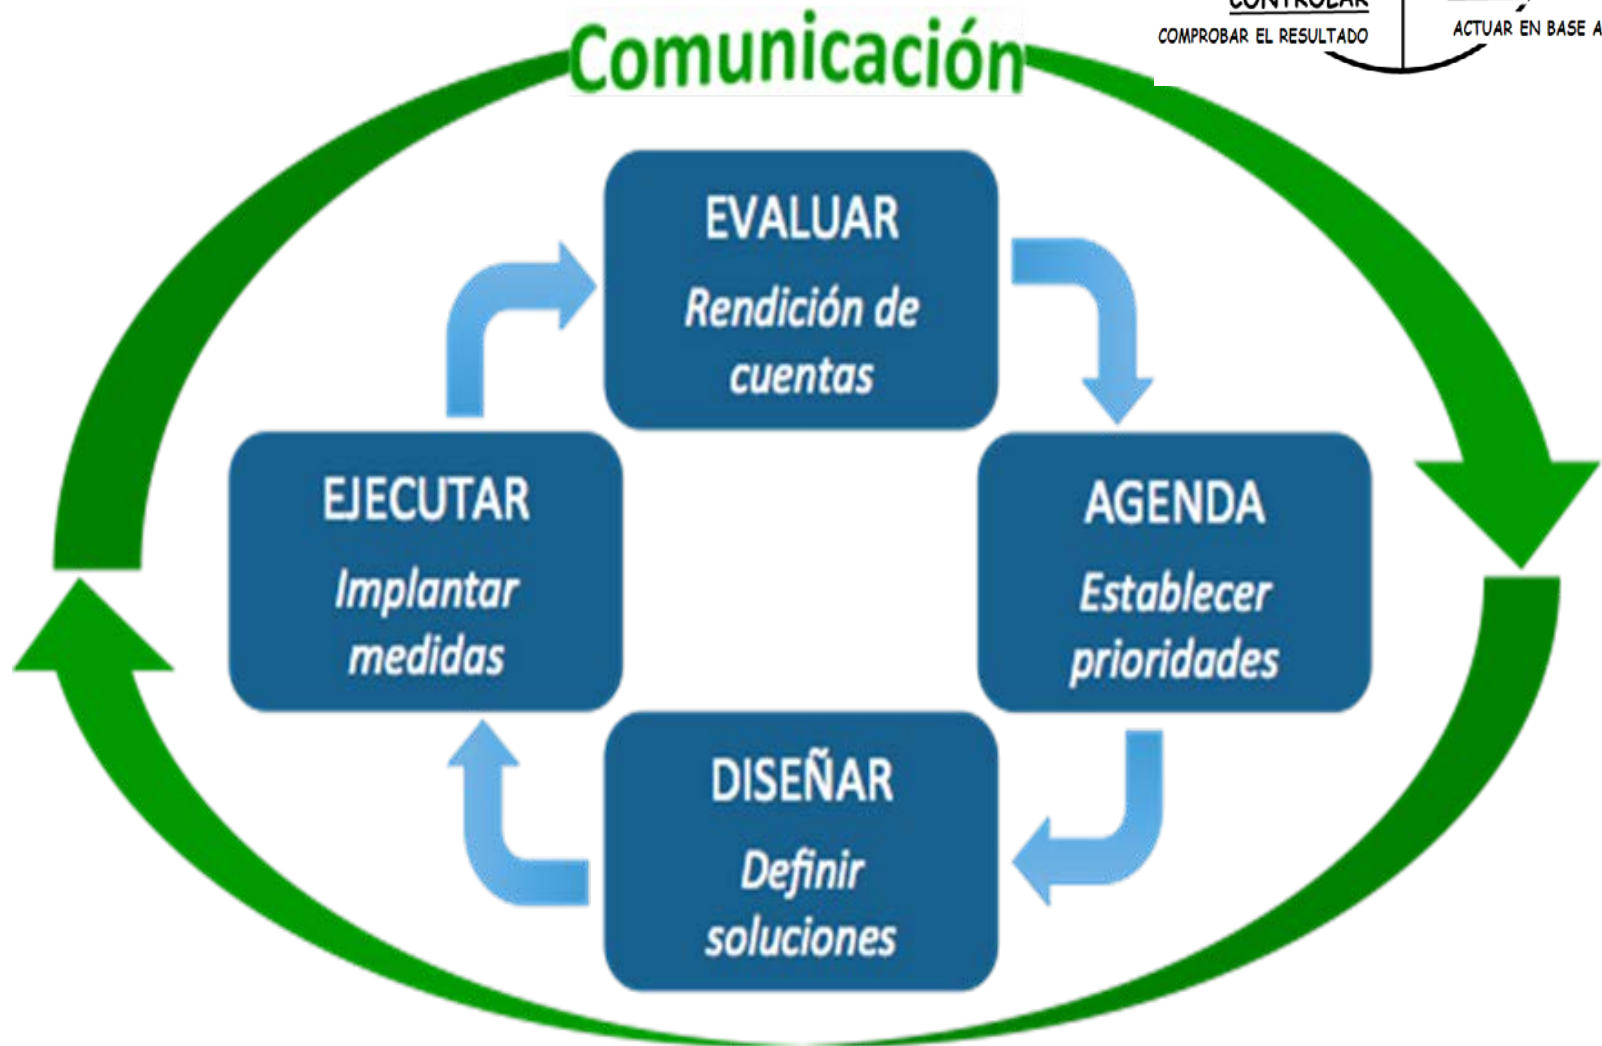 CONTROLAR
COMPROBAR EL RESULTADO
ACTUAR EN BASE A
Comunicación
EVALUAR
Rendición de
cuentas
EJECUTAR
Implantar
medidas
AGENDA
Establecer
prioridades
DISEÑAR
Definir
soluciones